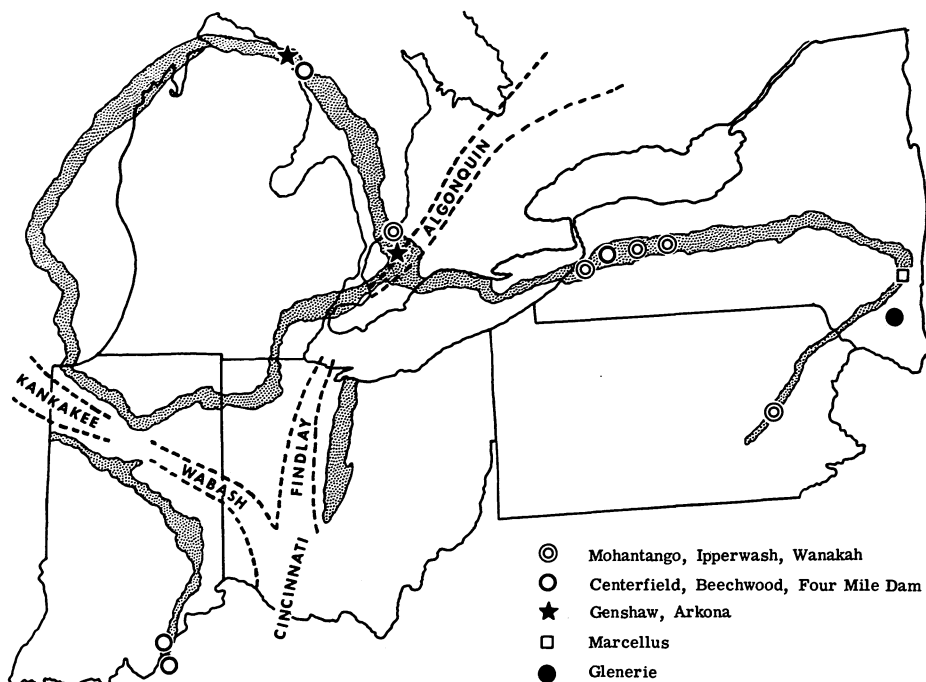 ALGONQUIN
KANKAKEE
WABASH
FINDLAY
CINCINNATI
Mohantango, Ipperwash, Wanakah
Centerfield, Beechwood, Four Mile Dam
Genshaw, Arkona
Marcellus
Glenerie